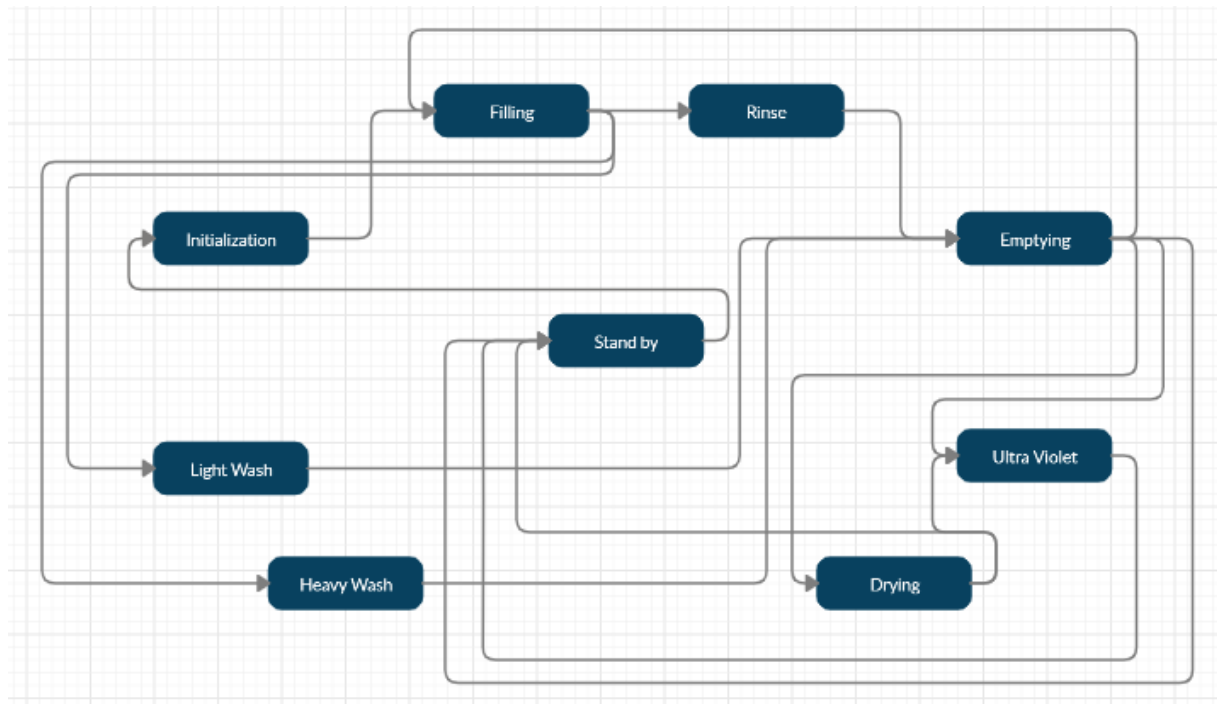 Filling
Rinse
Initialization
Emptying
Stand by
Light Wash
Ultra Violet
Heavy Wash
Drying